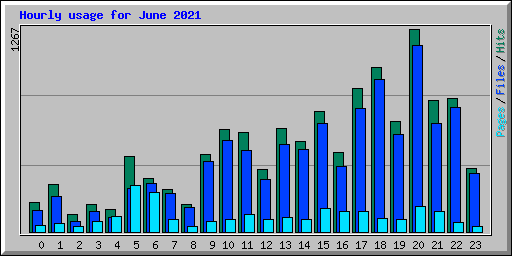 Hourly usage for June 2021
1267
Pages / Files / Hits
0 1 2 3 4 5 6 7 8 9 10 11 12 13 14 15 16 17 18 19 20 21 22 23